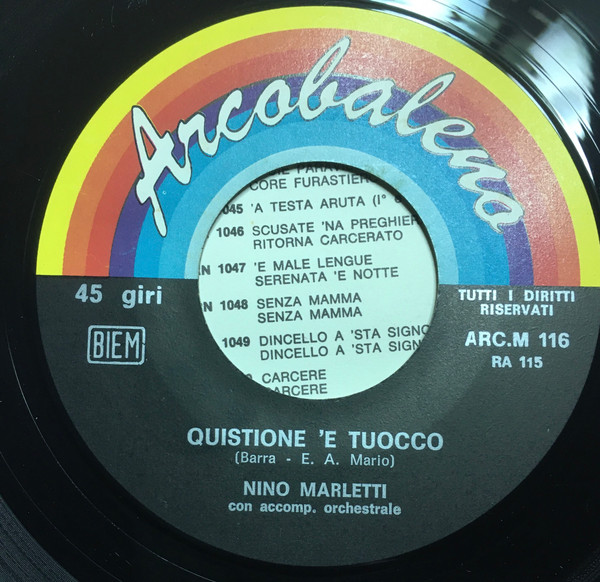 Arcobaleno
CORE FURASTIER
045 'A TESTA ARUTA (I°
1046 SCUSATE 'NA PREGHIER
RITORNA CARCERATO
N 1047 'E MALE LENGUE
SERENATA 'E NOTTE
N 1048 SENZA MAMMA
SENZA MAMMA
1049 DINCELLO A 'STA SIGNO
DINCELLO A 'STA SIGN
CARCERE
ARCERE
45 giri
BIEM
TUTTI I DIRITTI
RISERVATI
ARC.M 116
RA 115
QUISTIONE 'E TUOCCO
(Barra - E. A. Mario)
NINO MARLETTI
con accomp. orchestrale